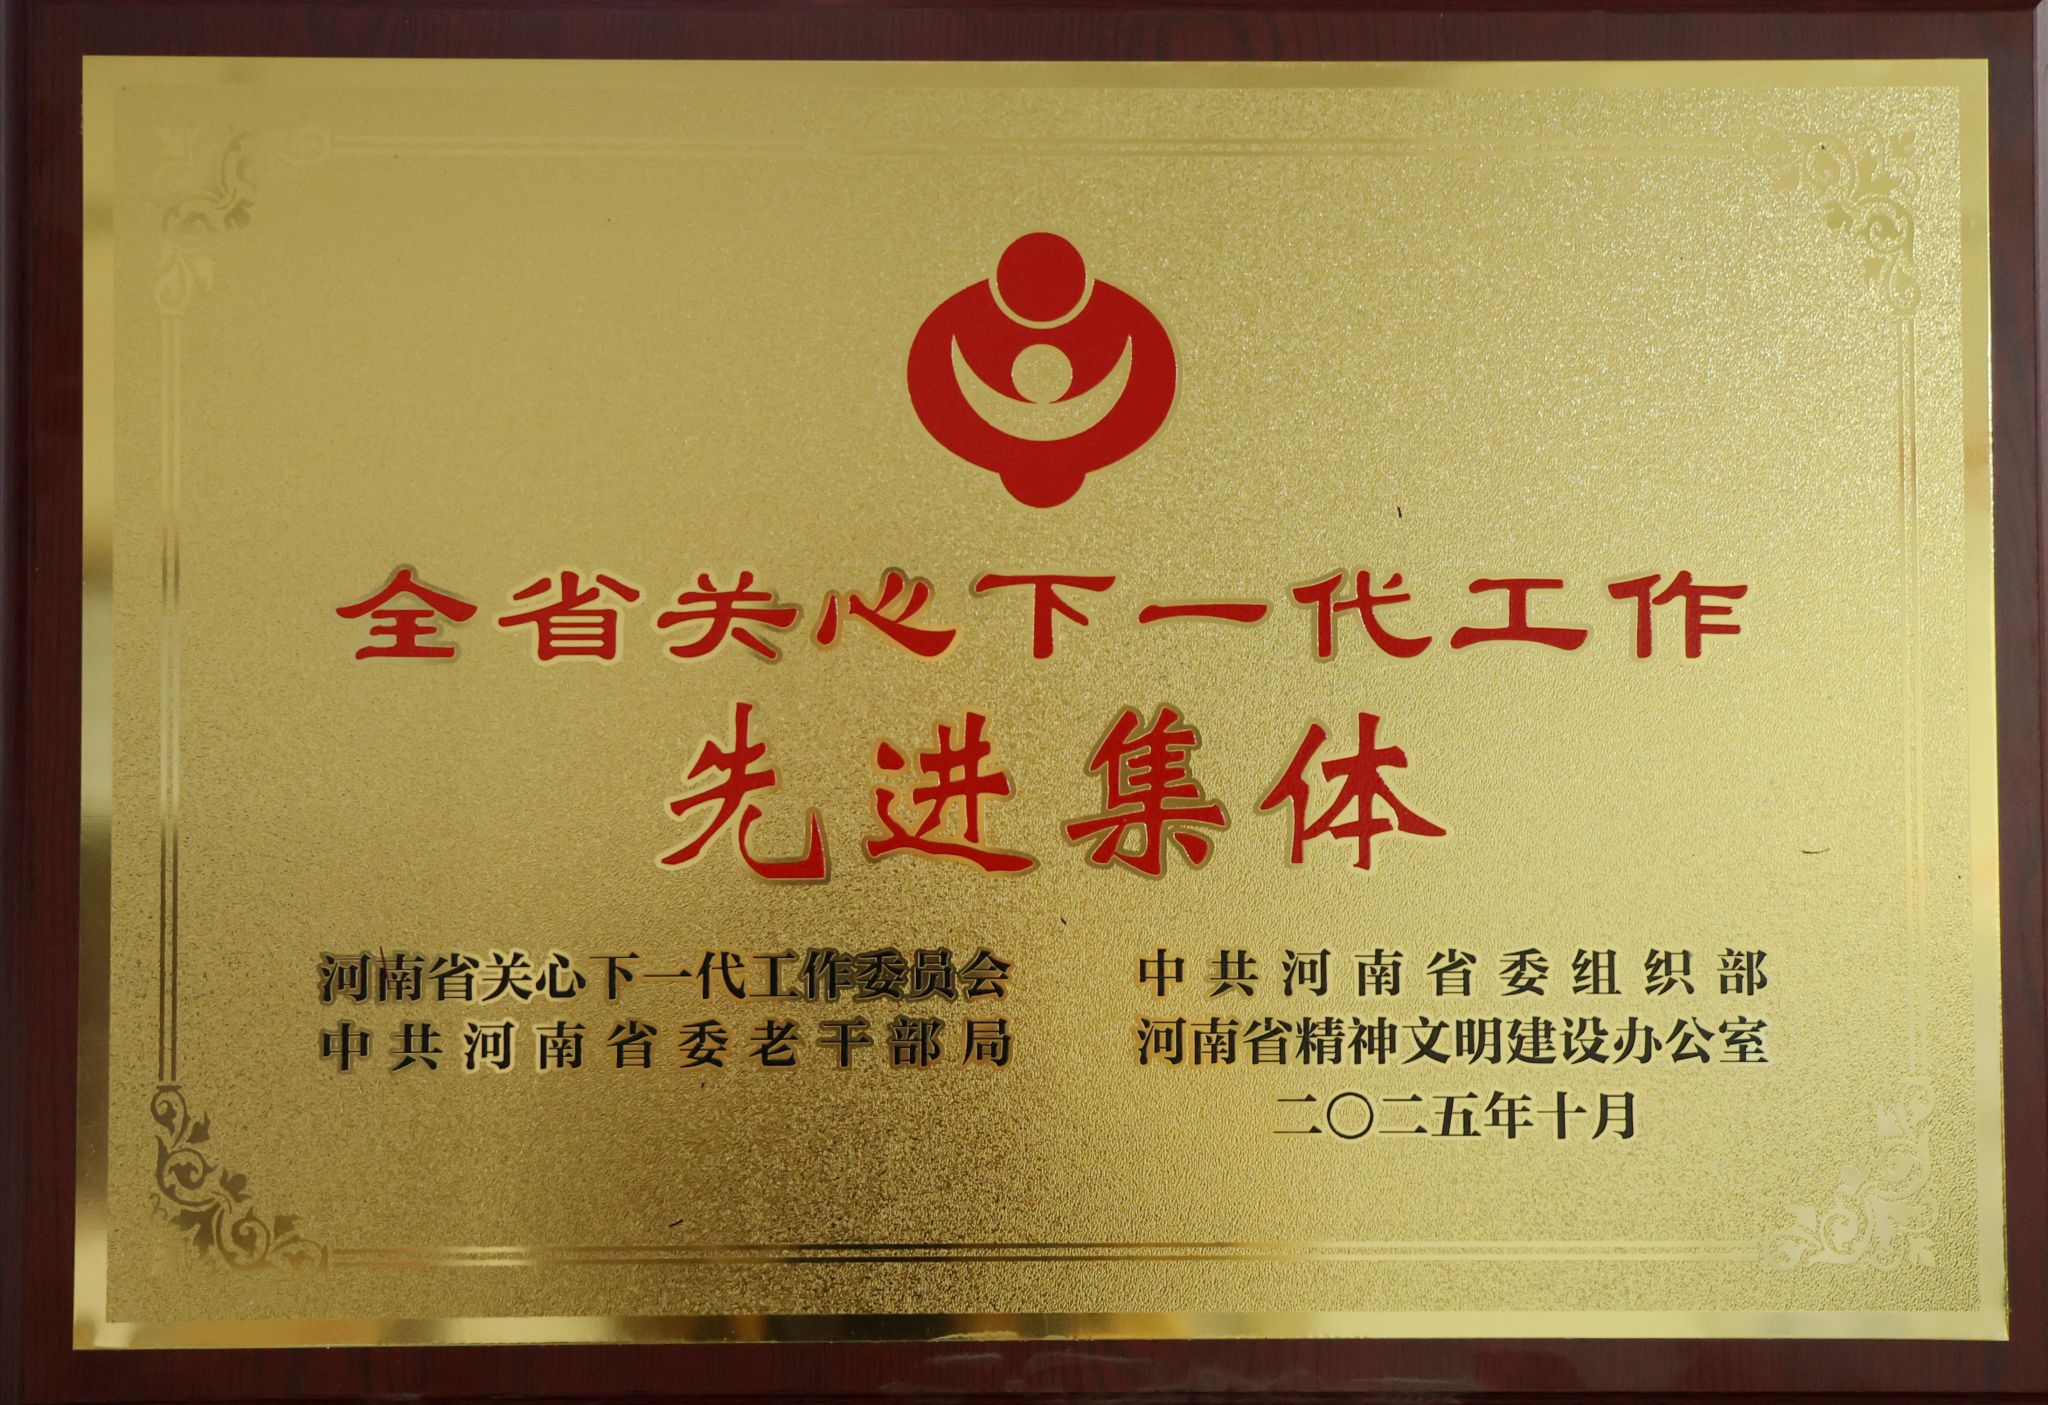 全省关心下一代工作
先进集体
河南省关心下一代工作委员会 中共河南省委组织部
中共河南省委老干部局 河南省精神文明建设办公室
二〇二五年十月